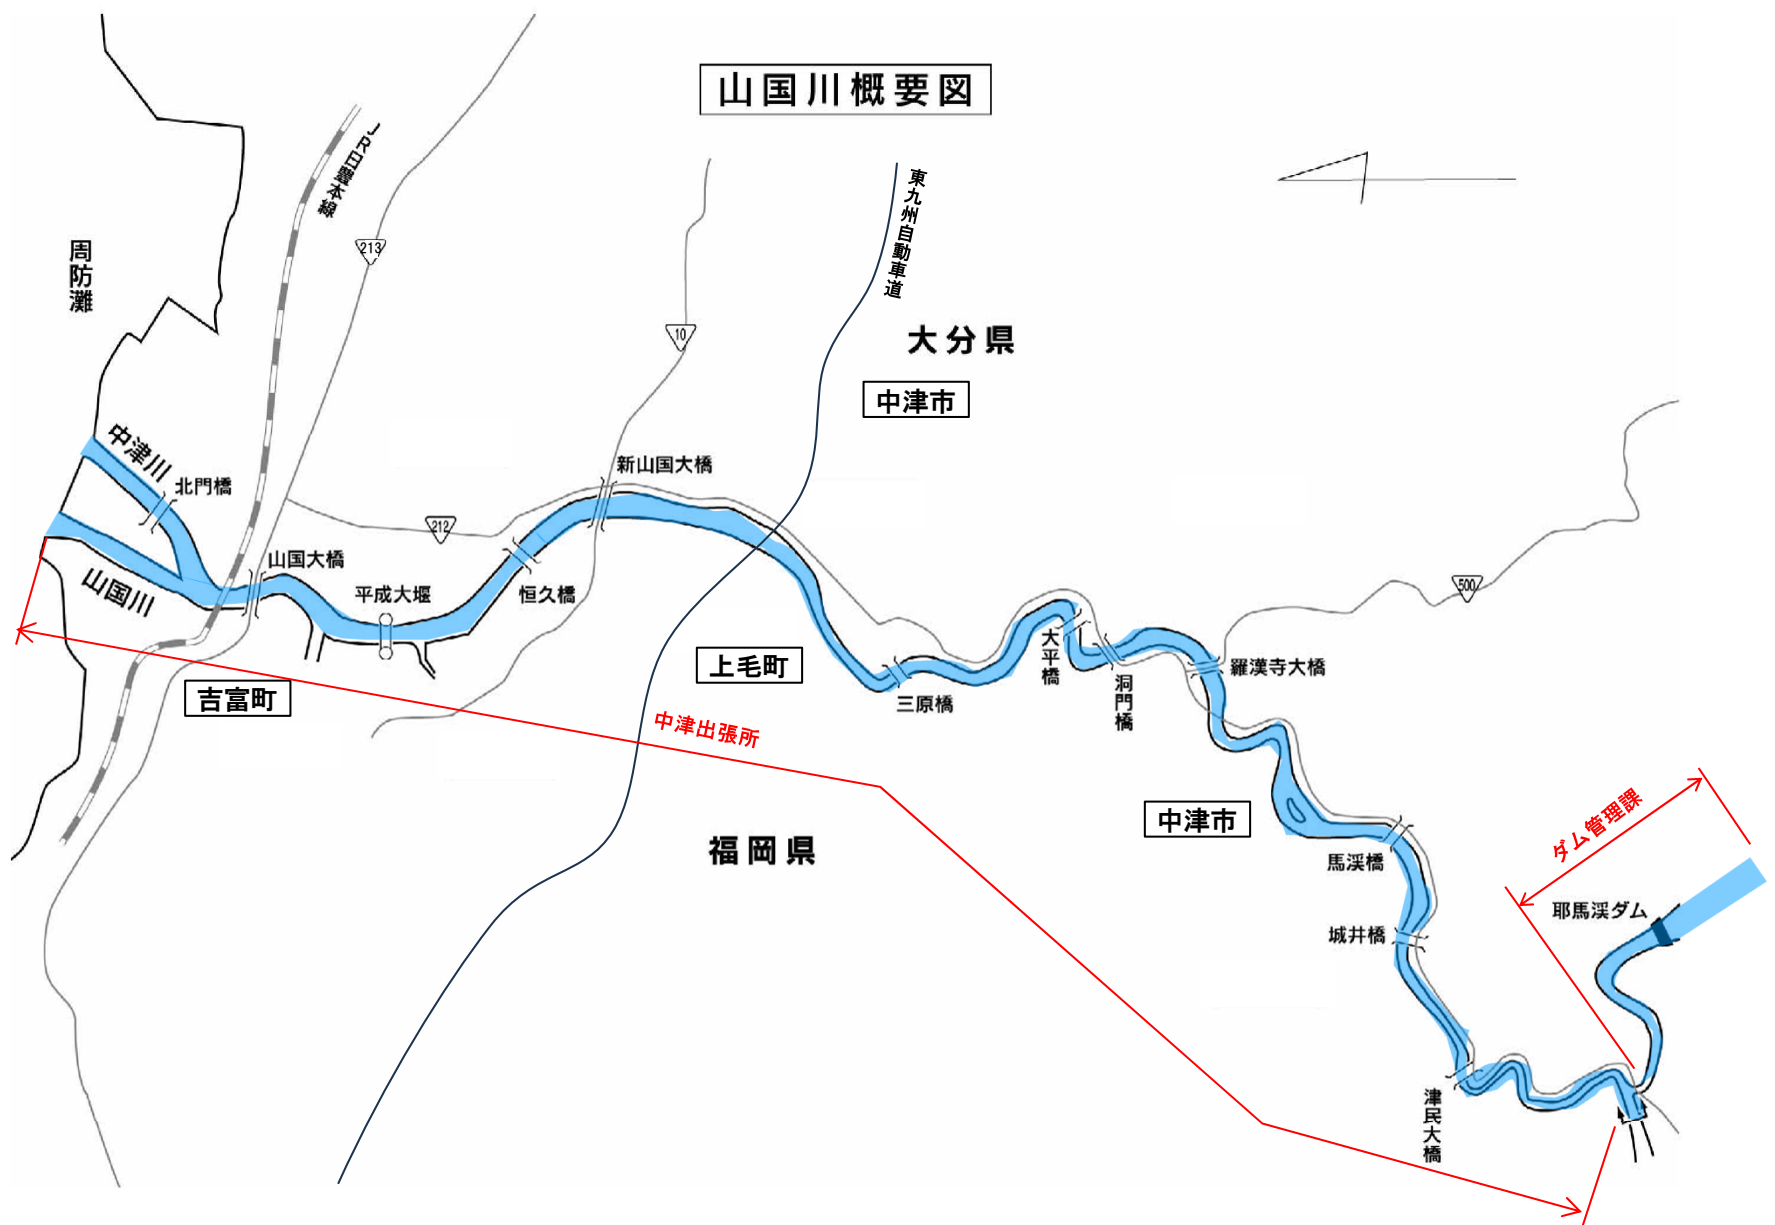 山国川概要図
JR日豊本線
213
東九州自動車道
周防灘
10
大分県
中津市
中津川
北門橋
新山国大橋
212
山国大橋
山国川
平成大堰
恒久橋
500
大平橋
上毛町
羅漢寺大橋
洞門橋
吉富町
三原橋
中津出張所
中津市
福岡県
ダム管理課
馬渓橋
耶馬渓ダム
城井橋
津民大橋